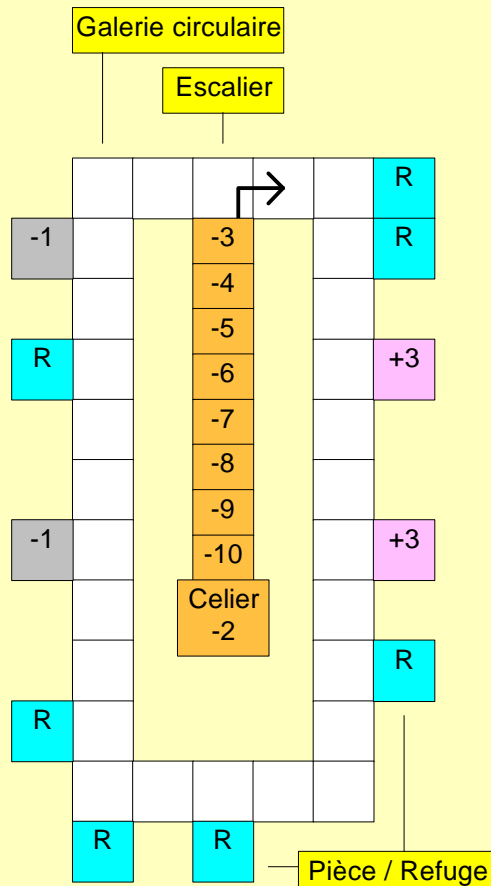 Galerie circulaire
Escalier
R
-1
-3
R
-4
-5
R
-6
+3
-7
-8
-9
-1
-10
+3
Celier
-2
R
R
R
R
Pièce / Refuge